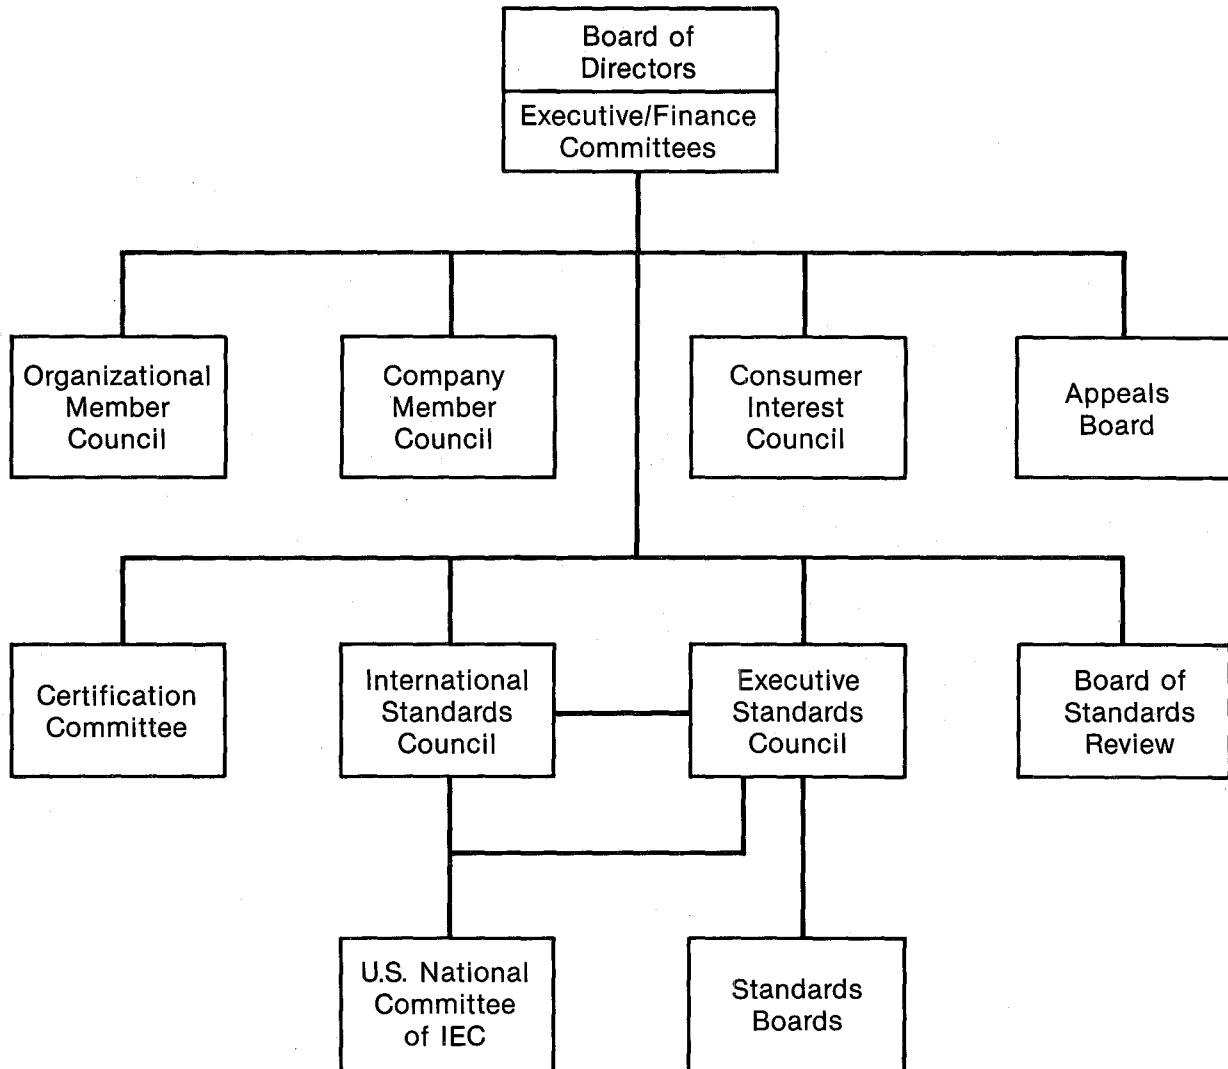 Board of
Directors
Executive/Finance
Committees
Organizational
Member
Council
Company
Member
Council
Consumer
Interest
Council
Appeals
Board
Certification
Committee
International
Standards
Council
Executive
Standards
Council
Board of
Standards
Review
U.S. National
Committee
of IEC
Standards
Boards